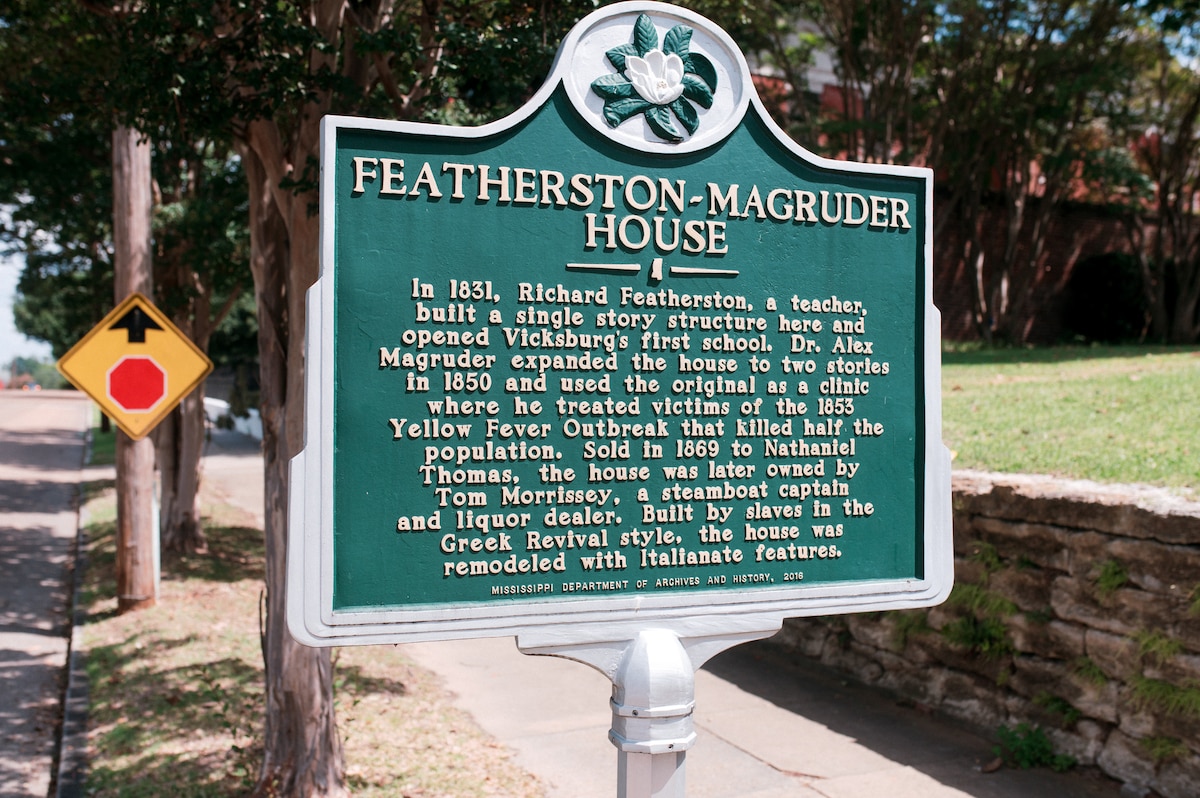 FEATHERSTON-MAGRUDER
HOUSE
In 1831, Richard Featherston, a teacher,
built a single story structure here and
opened Vicksburg's first school. Dr. Alex
Magruder expanded the house to two stories
in 1850 and used the original as a clinic
where he treated victims of the 1853
Yellow Fever Outbreak that killed half the
population. Sold in 1869 to Nathaniel
Thomas, the house was later owned by
Tom Morrissey, a steamboat captain
and liquor dealer. Built by slaves in the
Greek Revival style, the house was
remodeled with Italianate features.
MISSISSIPPI DEPARTMENT OF ARCHIVES AND HISTORY, 2016